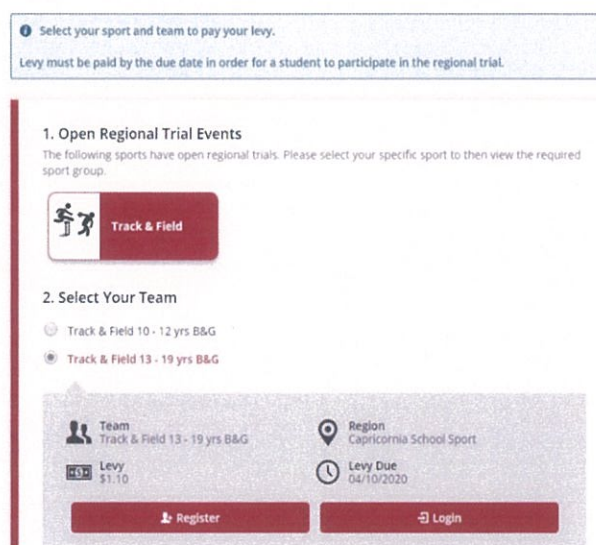 Select your sport and team to pay your levy.
Levy must be paid by the due date in order for a student to participate in the regional trial.
1. Open Regional Trial Events
The following sports have open regional trials. Please select your specific sport to then view the required
sport group.
Track & Field
2. Select Your Team
Track & Field 10 - 12 yrs B&G
Track & Field 13 - 19 yrs B&G
Team
Track & Field 13 - 19 yrs B&G
Region
Capricornia School Sport
Levy
$1.10
Levy Due
04/10/2020
Register
Login